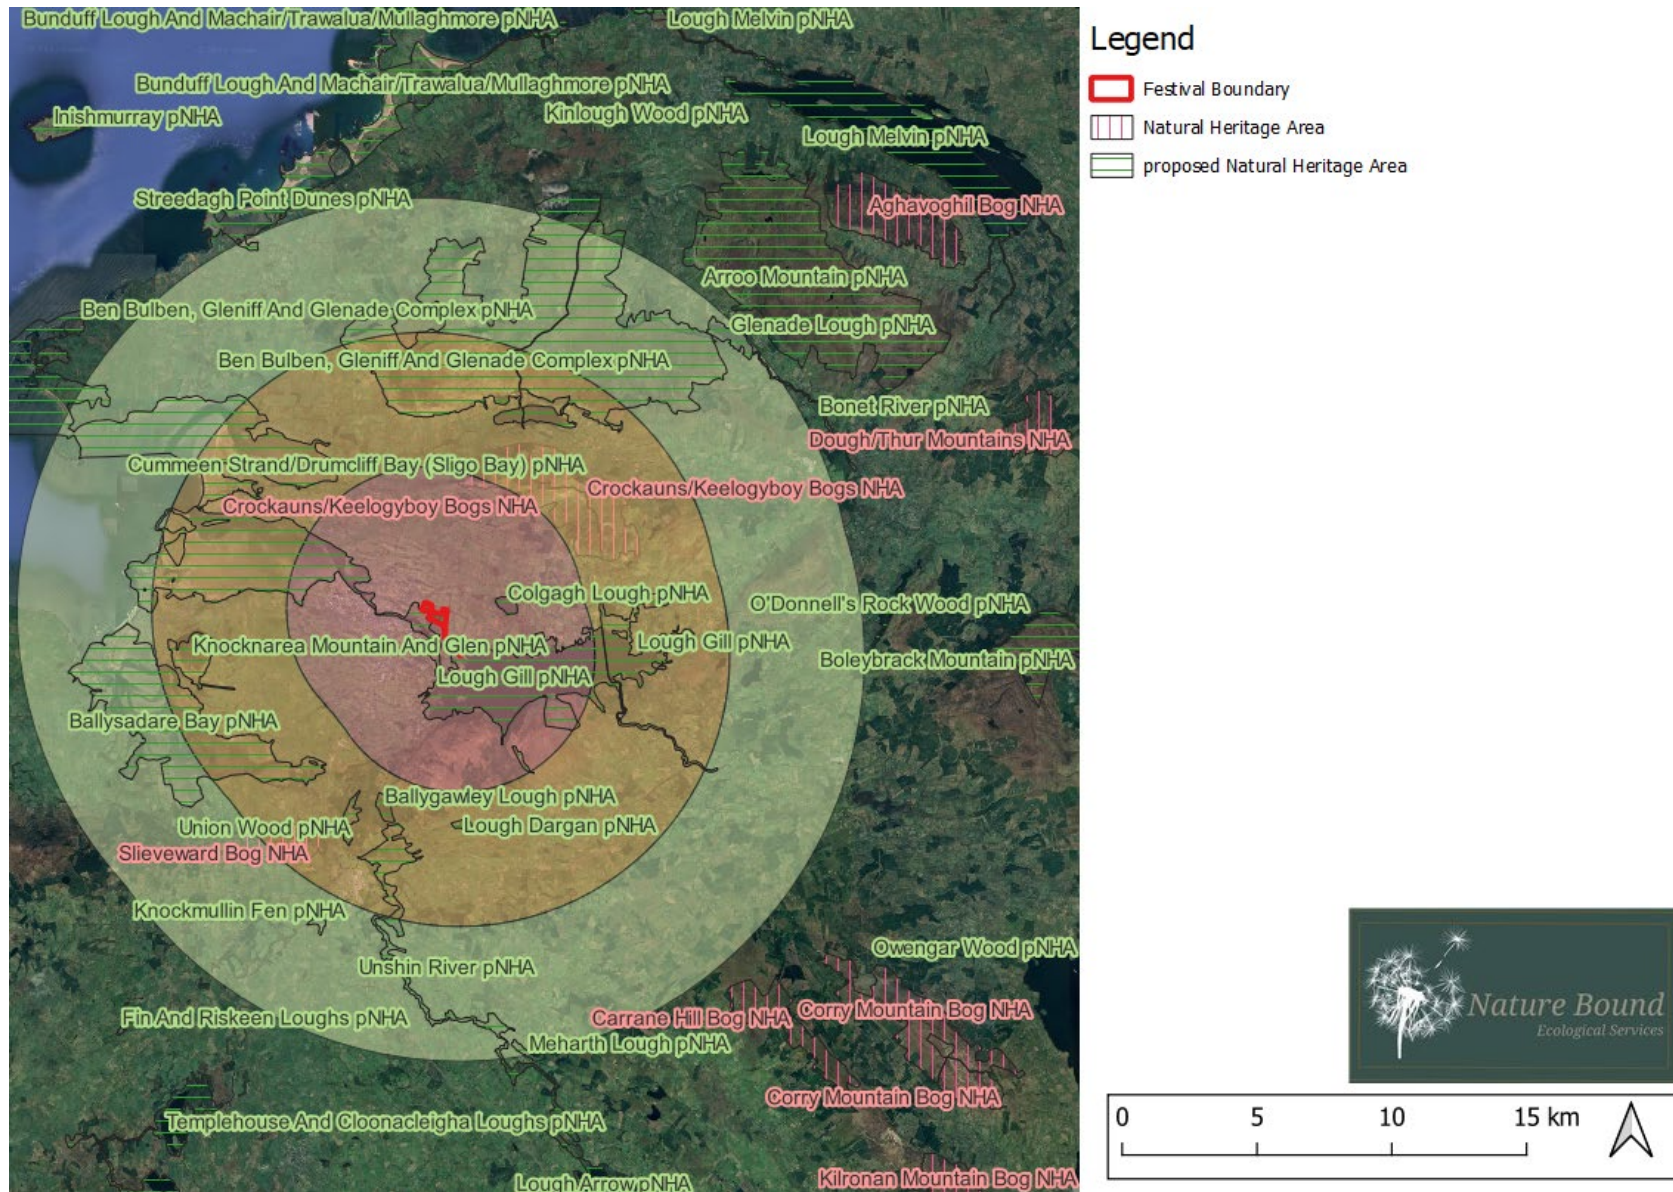 Bunduff Lough And Machair/Trawalua/Mullaghmore pNHA
Lough Melvin pNHA
Bunduff Lough And Machair/Trawalua/Mullaghmore pNHA
Inishmurray pNHA
Kinlough Wood pNHA
Lough Melvin pNHA
Streedagh Point Dunes pNHA
Aghavoghil Bog NHA
Arroo Mountain pNHA
Ben Bulben, Gleniff And Glenade Complex pNHA
Glenade Lough pNHA
Ben Bulben, Gleniff And Glenade Complex pNHA
Bonet River pNHA
Dough/Thur Mountains NHA
Cummeen Strand/Drumcliff Bay (Sligo Bay) pNHA
Crockauns/Keelogyboy Bogs NHA
Crockauns/Keelogyboy Bogs NHA
Colgagh Lough pNHA
O'Donnell's Rock Wood pNHA
Knocknarea Mountain And Glen pNHA
Lough Gill pNHA
Boleybrack Mountain pNHA
Lough Gill pNHA
Ballysadare Bay pNHA
Ballygawley Lough pNHA
Union Wood pNHA
Lough Dargan pNHA
Slieveward Bog NHA
Knockmullin Fen pNHA
Owengar Wood pNHA
Unshin River pNHA
Fin And Riskeen Loughs pNHA
Carrane Hill Bog NHA
Corry Mountain Bog NHA
Meharth Lough pNHA
Corry Mountain Bog NHA
Templehouse And Cloonacleigha Loughs pNHA
Lough Arrow pNHA
Kilronan Mountain Bog NHA
Legend
Festival Boundary
Natural Heritage Area
proposed Natural Heritage Area
Nature Bound
Ecological Services
0 5 10 15 km